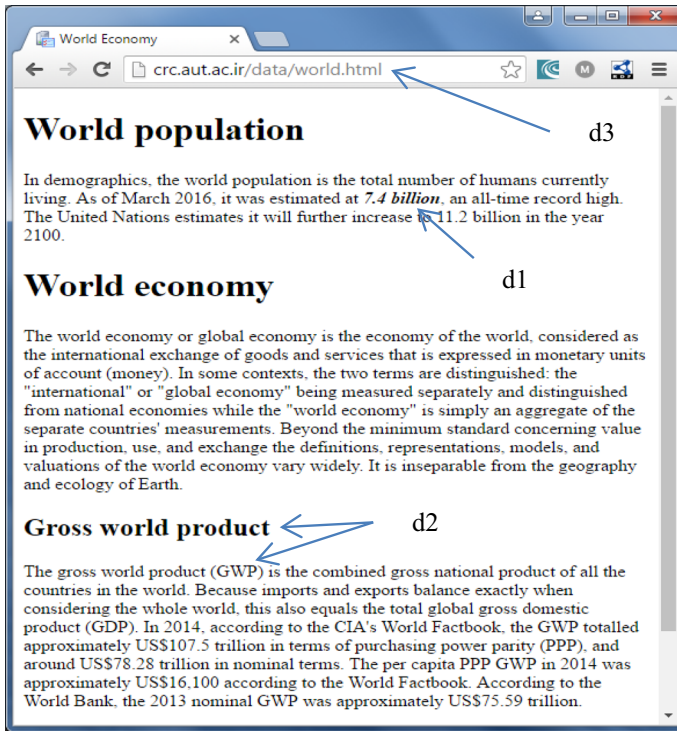 World Economy
crc.aut.ac.ir/data/world.html
M
d3
World population
In demographics, the world population is the total number of humans currently
living. As of March 2016, it was estimated at 7.4 billion, an all-time record high.
The United Nations estimates it will further increase to 11.2 billion in the year
2100.
d1
World economy
The world economy or global economy is the economy of the world, considered as
the international exchange of goods and services that is expressed in monetary units
of account (money). In some contexts, the two terms are distinguished: the
"international" or "global economy" being measured separately and distinguished
from national economies while the "world economy" is simply an aggregate of the
separate countries' measurements. Beyond the minimum standard concerning value
in production, use, and exchange the definitions, representations, models, and
valuations of the world economy vary widely. It is inseparable from the geography
and ecology of Earth.
Gross world product
d2
The gross world product (GWP) is the combined gross national product of all the
countries in the world. Because imports and exports balance exactly when
considering the whole world, this also equals the total global gross domestic
product (GDP). In 2014, according to the CIA's World Factbook, the GWP totalled
approximately US$107.5 trillion in terms of purchasing power parity (PPP), and
around US$78.28 trillion in nominal terms. The per capita PPP GWP in 2014 was
approximately US$16,100 according to the World Factbook. According to the
World Bank, the 2013 nominal GWP was approximately US$75.59 trillion.